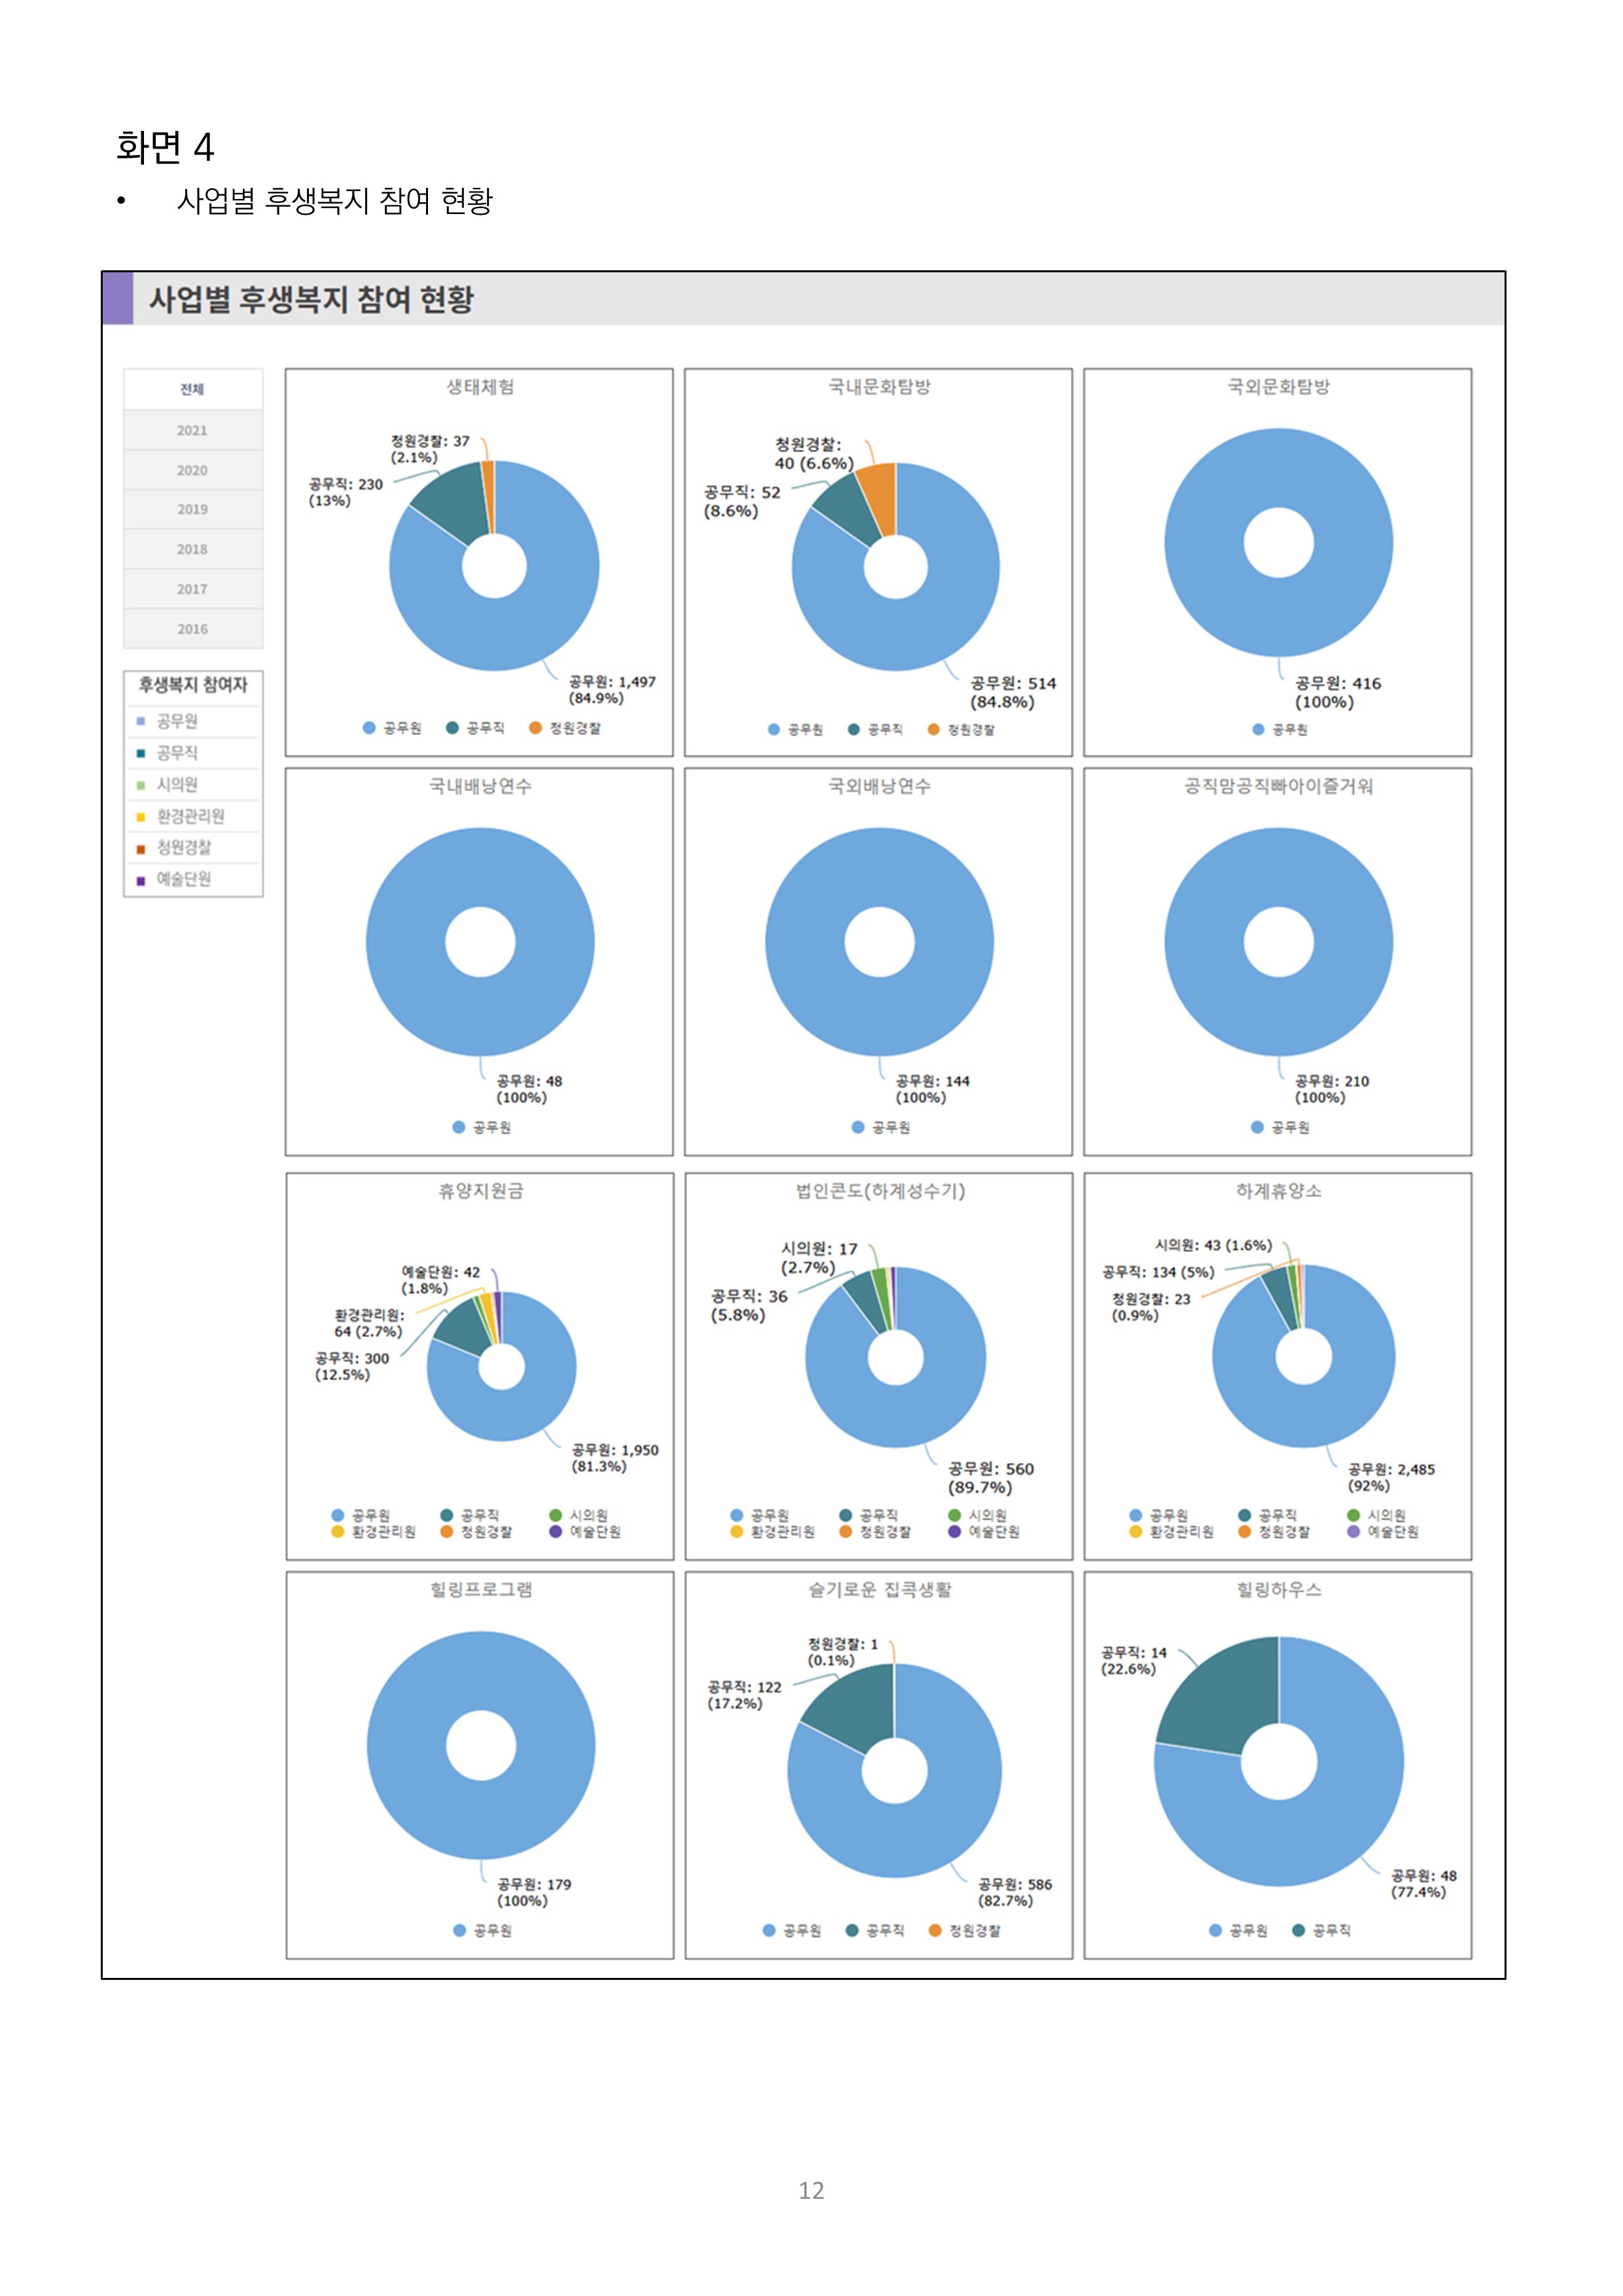 화면 4
• 사업별 후생복지 참여 현황
사업별 후생복지 참여 현황
전체
2021
2020
2019
2018
2017
2016
후생복지 참여자
공무원
공무직
시의원
환경관리원
청원경찰
예술단원
생태체험
청원경찰: 37
(2.1%)
공무직: 230
(13%)
공무원: 1,497
(84.9%)
공무원 공무직 청원경찰
국내문화탐방
청원경찰:
40 (6.6%)
공무직: 52
(8.6%)
공무원: 514
(84.8%)
공무원 공무직 청원경찰
국외문화탐방
공무원: 416
(100%)
공무원
국내배낭연수
공무원: 48
(100%)
공무원
국외배낭연수
공무원: 144
(100%)
공무원
공직맘공직빠아이즐거워
공무원: 210
(100%)
공무원
휴양지원금
예술단원: 42
(1.8%)
환경관리원:
64 (2.7%)
공무직: 300
(12.5%)
공무원: 1,950
(81.3%)
공무원 공무직 시의원
환경관리원 청원경찰 예술단원
법인콘도(하계성수기)
시의원: 17
(2.7%)
공무직: 36
(5.8%)
공무원: 560
(89.7%)
공무원 공무직 시의원
환경관리원 청원경찰 예술단원
하계휴양소
시의원: 43 (1.6%)
공무직: 134 (5%)
청원경찰: 23
(0.9%)
공무원: 2,485
(92%)
공무원 공무직 시의원
환경관리원 청원경찰 예술단원
힐링프로그램
공무원: 179
(100%)
공무원
슬기로운 집콕생활
청원경찰: 1
(0.1%)
공무직: 122
(17.2%)
공무원: 586
(82.7%)
공무원 공무직 청원경찰
힐링하우스
공무직: 14
(22.6%)
공무원: 48
(77.4%)
공무원 공무직
12